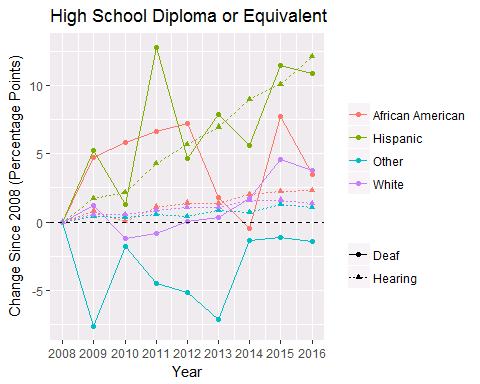 High School Diploma or Equivalent
Change Since 2008 (Percentage Points)
10
5
0
-5
2008 2009 2010 2011 2012 2013 2014 2015 2016
Year
African American
Hispanic
Other
White
Deaf
Hearing